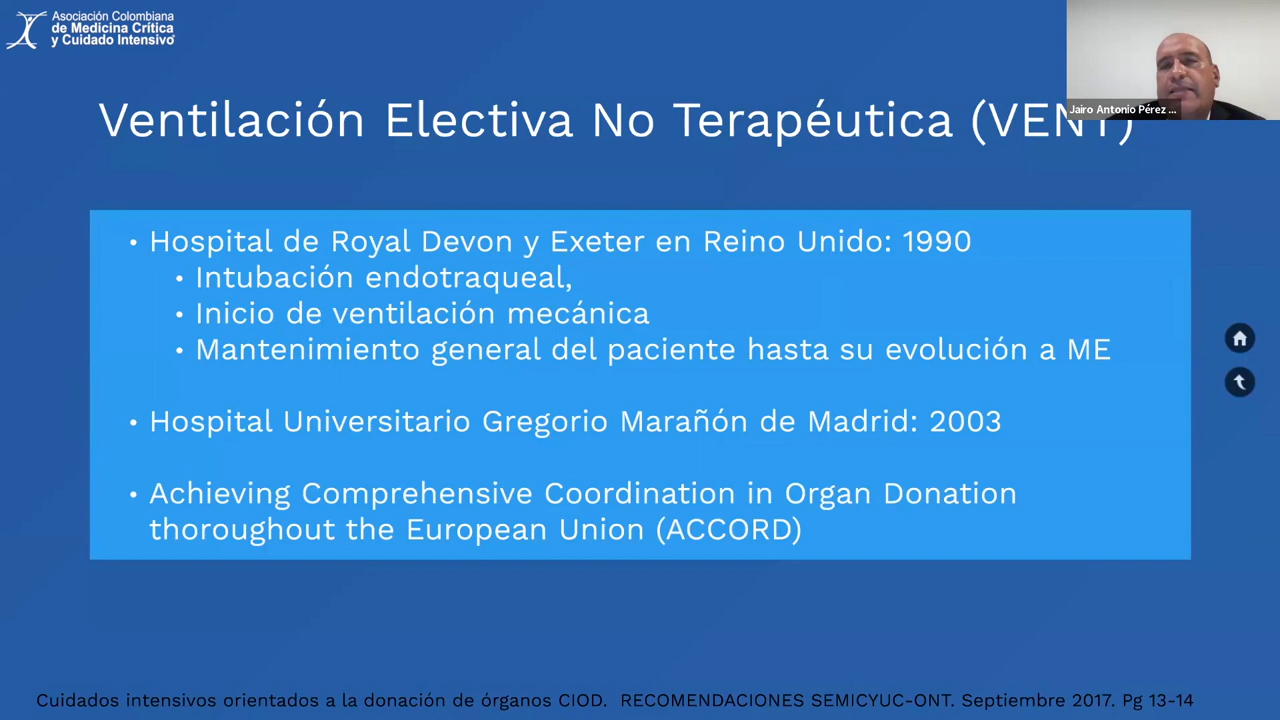 Asociación Colombiana
de Medicina Crítica
y Cuidado Intensivo
Jairo Antonio Pérez ...
Ventilación Electiva No Terapéutica (VENT)
• Hospital de Royal Devon y Exeter en Reino Unido: 1990
• Intubación endotraqueal,
• Inicio de ventilación mecánica
• Mantenimiento general del paciente hasta su evolución a ME
• Hospital Universitario Gregorio Marañón de Madrid: 2003
• Achieving Comprehensive Coordination in Organ Donation
thoroughout the European Union (ACCORD)
Cuidados intensivos orientados a la donación de órganos CIOD. RECOMENDACIONES SEMICYUC-ONT. Septiembre 2017. Pg 13-14